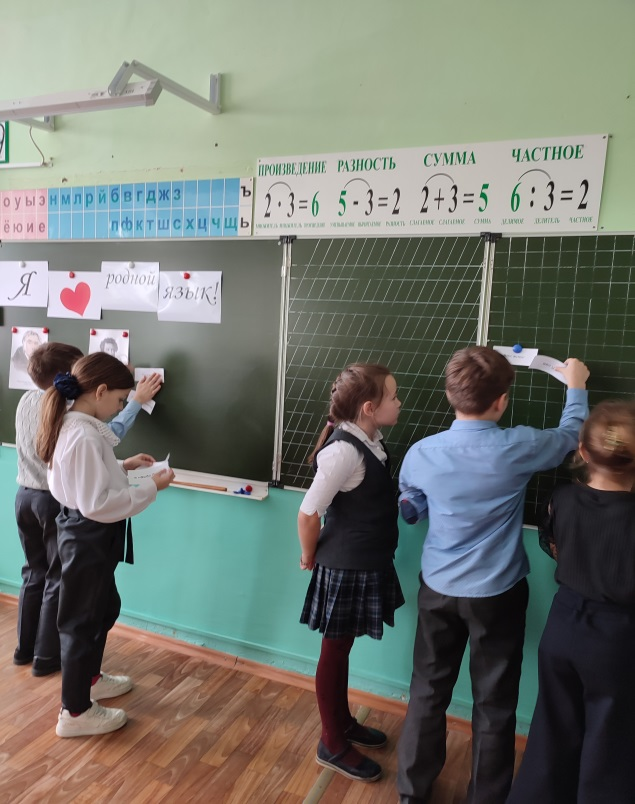 ПРОИЗВЕДЕНИЕ РАЗНОСТЬ СУММА ЧАСТНОЕ
2·3=6 5-3=2 2+3=5 6:3=2
МНОЖИТЕЛЬ МНОЖИТЕЛЬ ПРОИЗВЕДЕНИЕ УМЕНЬШАЕМОЕ ВЫЧИТАЕМОЕ РАЗНОСТЬ СЛАГАЕМОЕ СЛАГАЕМОЕ СУММА ДЕЛИМОЕ ДЕЛИТЕЛЬ ЧАСТНОЕ
о у ы э н м л р й б в г д ж з ъ
ё ю и е п ф к т ш с х ц ч щ ь
Я родной язык!